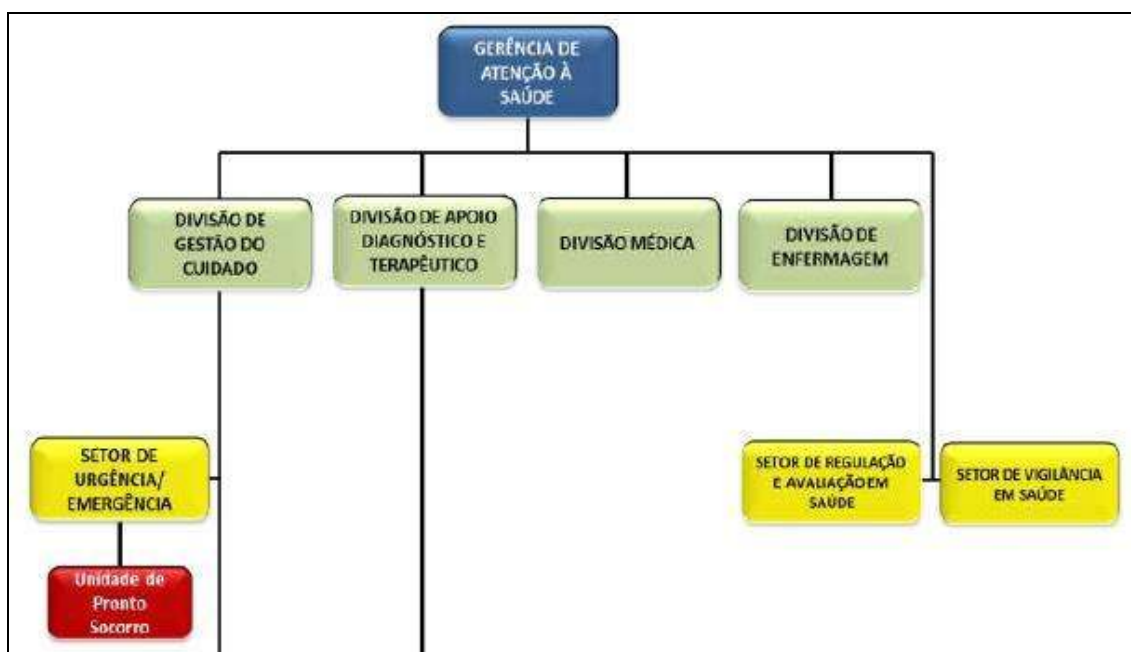 GERÊNCIA DE
ATENÇÃO À
SAÚDE
DIVISÃO DE
GESTÃO DO
CUIDADO
DIVISÃO DE APOIO
DIAGNÓSTICO E
TERAPÊUTICO
DIVISÃO MÉDICA
DIVISÃO DE
ENFERMAGEM
SETOR DE
URGÊNCIA/
EMERGÊNCIA
SETOR DE REGULAÇÃO
E AVALIAÇÃO EM
SAÚDE
SETOR DE VIGILÂNCIA
EM SAÚDE
Unidade de
Pronto
Socorro